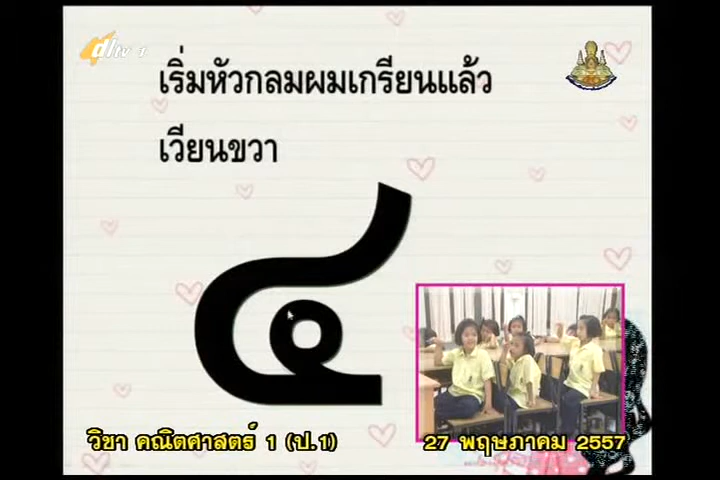 dltv 1
เริ่มหัวกลมผมเกรียนแล้ว
เวียนขวา
๔
วิชา คณิตศาสตร์ 1 (ป.1)
27 พฤษภาคม 2557